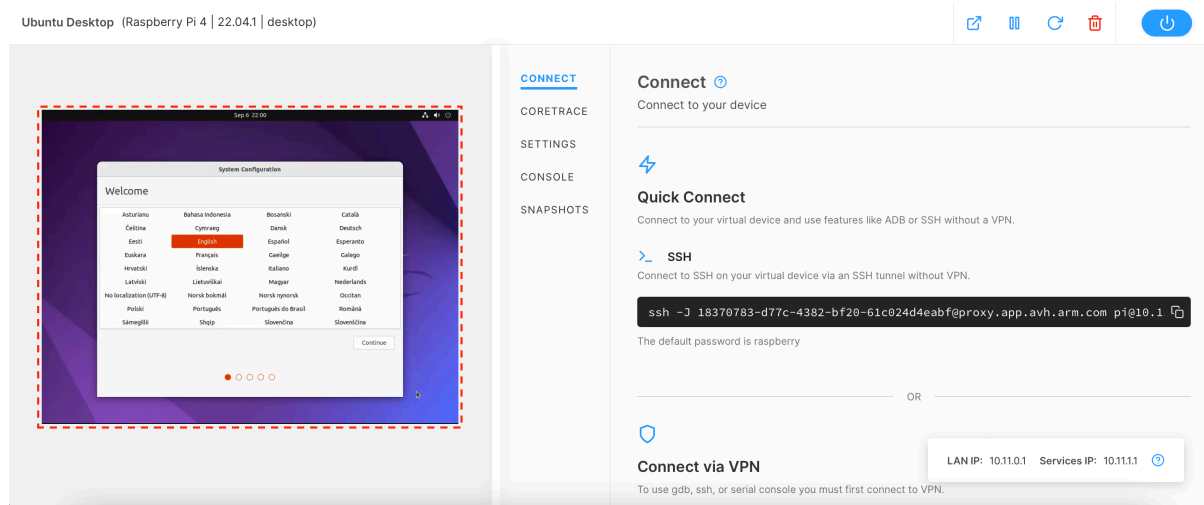 Ubuntu Desktop (Raspberry Pi 4 | 22.04.1 | desktop)
Sep 6 22:00
System Configuration
Welcome
Asturianu Bahasa Indonesia Bosanski Català
Čeština Cymraeg Dansk Deutsch
Eesti English Español Esperanto
Euskara Français Gaeilge Galego
Hrvatski Íslenska Italiano Kurdî
Latviski Lietuviškai Magyar Nederlands
No localization (UTF-8) Norsk bokmål Norsk nynorsk Occitan
Polski Português Português do Brasil Română
Sámegillii Shqip Slovenčina Slovenščina
Continue
CONNECT
CORETRACE
SETTINGS
CONSOLE
SNAPSHOTS
Connect
Connect to your device
Quick Connect
Connect to your virtual device and use features like ADB or SSH without a VPN.
SSH
Connect to SSH on your virtual device via an SSH tunnel without VPN.
ssh -J 18370783-d77c-4382-bf20-61c024d4eabf@proxy.app.avh.arm.com pi@10.1
The default password is raspberry
OR
Connect via VPN
To use gdb, ssh, or serial console you must first connect to VPN.
LAN IP: 10.11.0.1 Services IP: 10.11.1.1